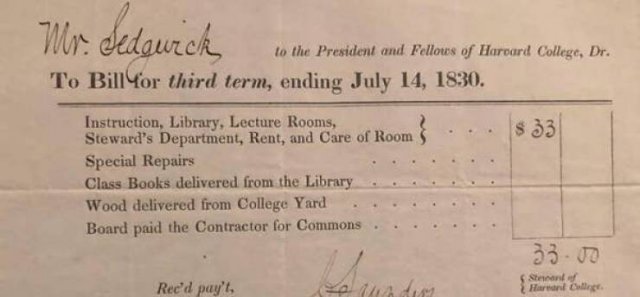 Mr. Sedgwick to the President and Fellows of Harvard College, Dr.
To Bill for third term, ending July 14, 1830.
Instruction, Library, Lecture Rooms,
Steward's Department, Rent, and Care of Room } . . . $ 33
Special Repairs . . . . . .
Class Books delivered from the Library . . . . . .
Wood delivered from College Yard . . . . . .
Board paid the Contractor for Commons . . . . . .
33.00
Rec'd pay't, Saunders { Steward of
Harvard College.